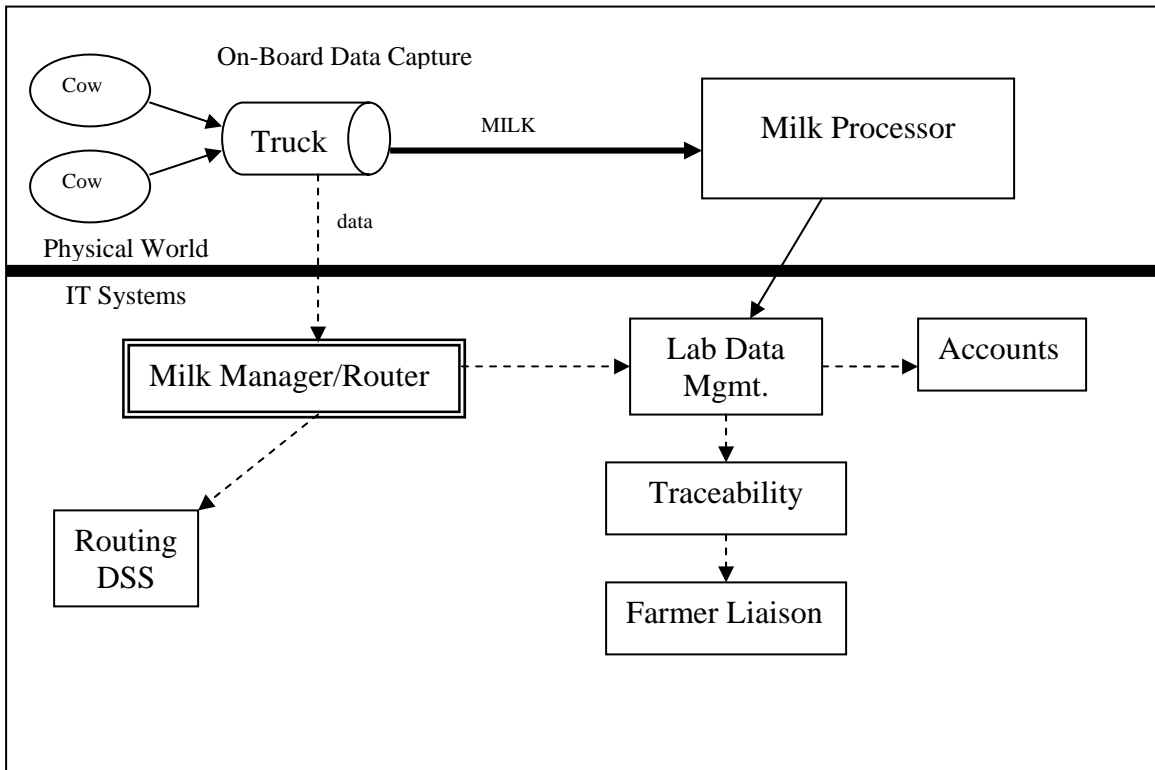 On-Board Data Capture
Cow
Truck
MILK
Milk Processor
Cow
data
Physical World
IT Systems
Milk Manager/Router
Lab Data
Mgmt.
Accounts
Traceability
Routing
DSS
Farmer Liaison